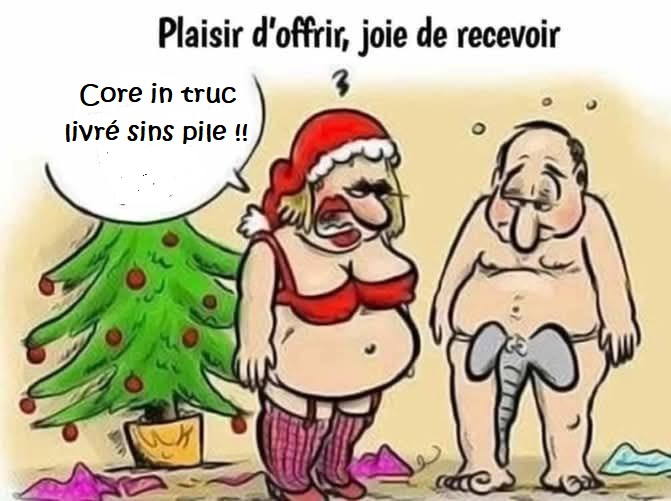 Plaisir d'offrir, joie de recevoir
Core in truc
livré sins pile !!